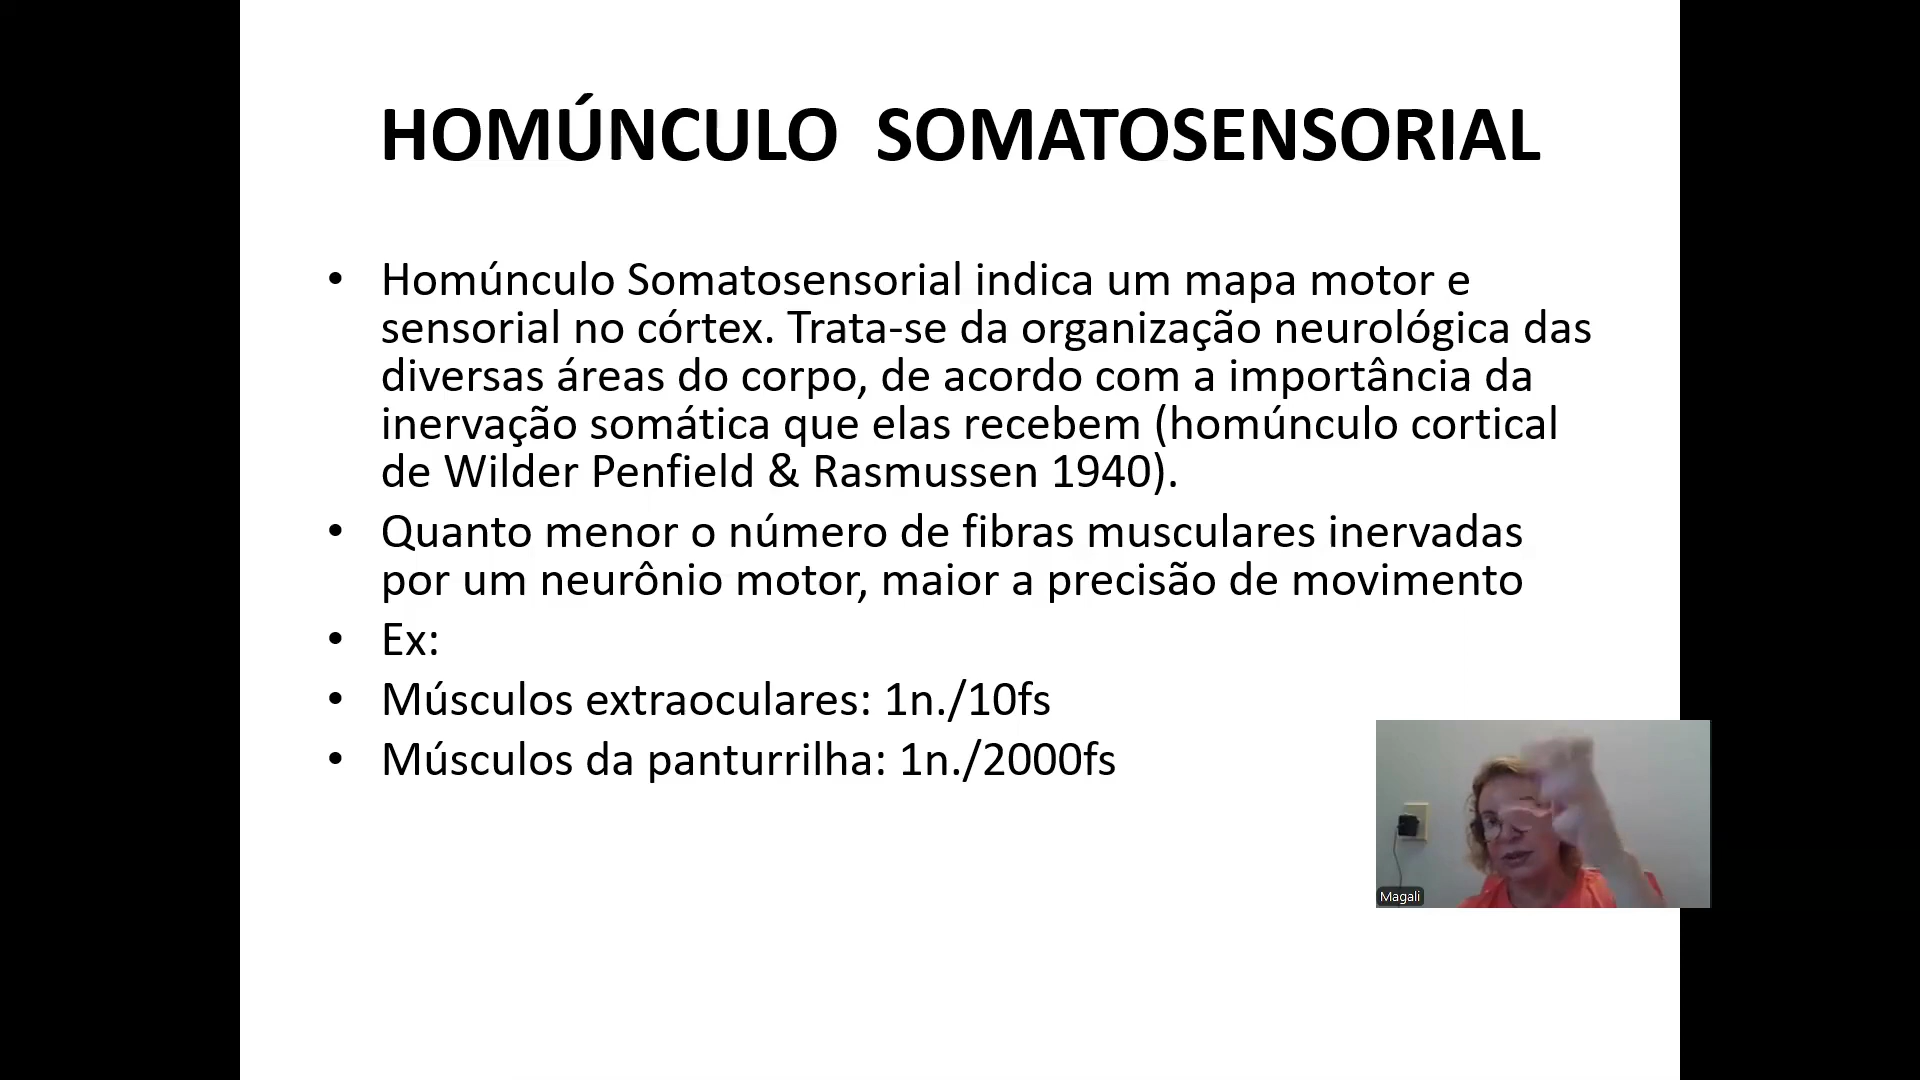 HOMÚNCULO SOMATOSENSORIAL
• Homúnculo Somatosensorial indica um mapa motor e
sensorial no córtex. Trata-se da organização neurológica das
diversas áreas do corpo, de acordo com a importância da
inervação somática que elas recebem (homúnculo cortical
de Wilder Penfield & Rasmussen 1940).
• Quanto menor o número de fibras musculares inervadas
por um neurônio motor, maior a precisão de movimento
• Ex:
• Músculos extraoculares: 1n./10fs
• Músculos da panturrilha: 1n./2000fs
Magali